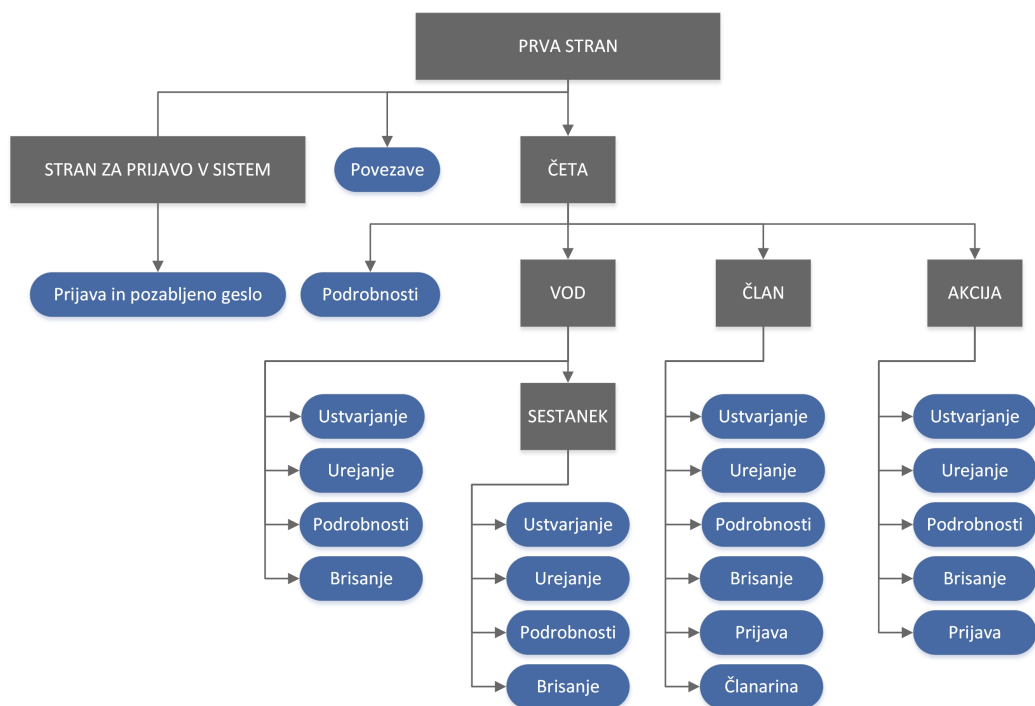 PRVA STRAN
STRAN ZA PRIJAVO V SISTEM
Povezave
ČETA
Prijava in pozabljeno geslo
Podrobnosti
VOD
ČLAN
AKCIJA
Ustvarjanje
Urejanje
Podrobnosti
Brisanje
SESTANEK
Ustvarjanje
Urejanje
Podrobnosti
Brisanje
Ustvarjanje
Urejanje
Podrobnosti
Brisanje
Prijava
Članarina
Ustvarjanje
Urejanje
Podrobnosti
Brisanje
Prijava